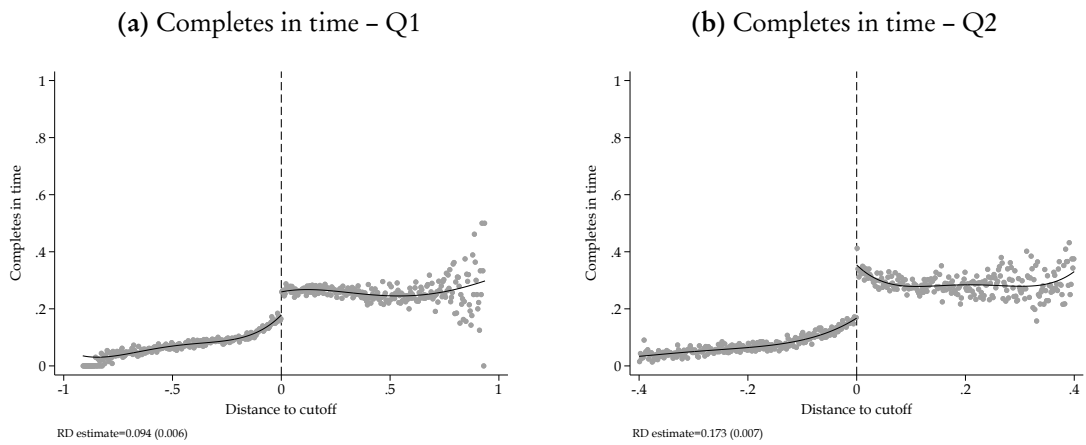 (a) Completes in time – Q1
Completes in time
1
.8
.6
.4
.2
0
-1
-.5
0
.5
1
Distance to cutoff
RD estimate=0.094 (0.006)
(b) Completes in time – Q2
Completes in time
1
.8
.6
.4
.2
0
-.4
-.2
0
.2
.4
Distance to cutoff
RD estimate=0.173 (0.007)